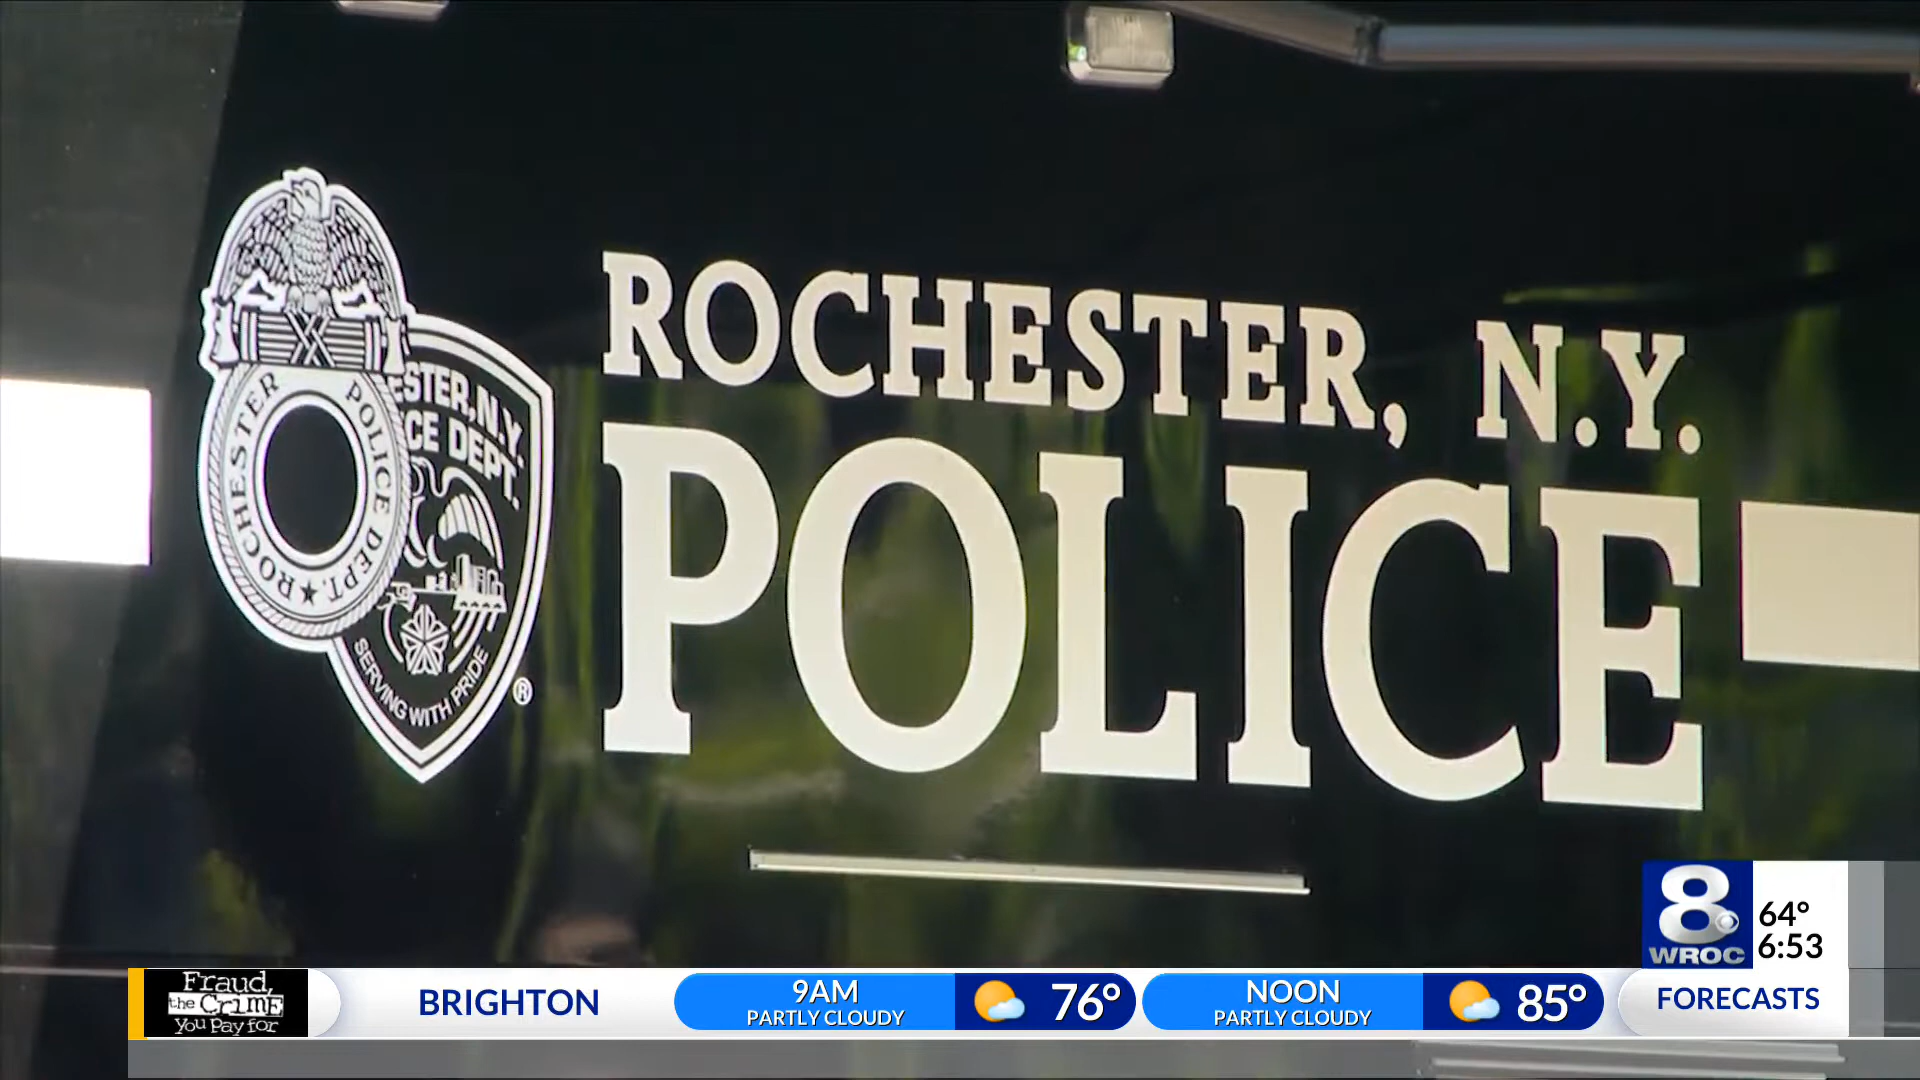 ROCHESTER, N.Y.
POLICE
ROCHESTER POLICE DEPT. ★
ESTER, N.Y.
CE DEPT.
SERVING WITH PRIDE
®
8
WROC
64°
6:53
Fraud,
the CriME
You Pay for
BRIGHTON
9AM
PARTLY CLOUDY
76°
NOON
PARTLY CLOUDY
85°
FORECASTS